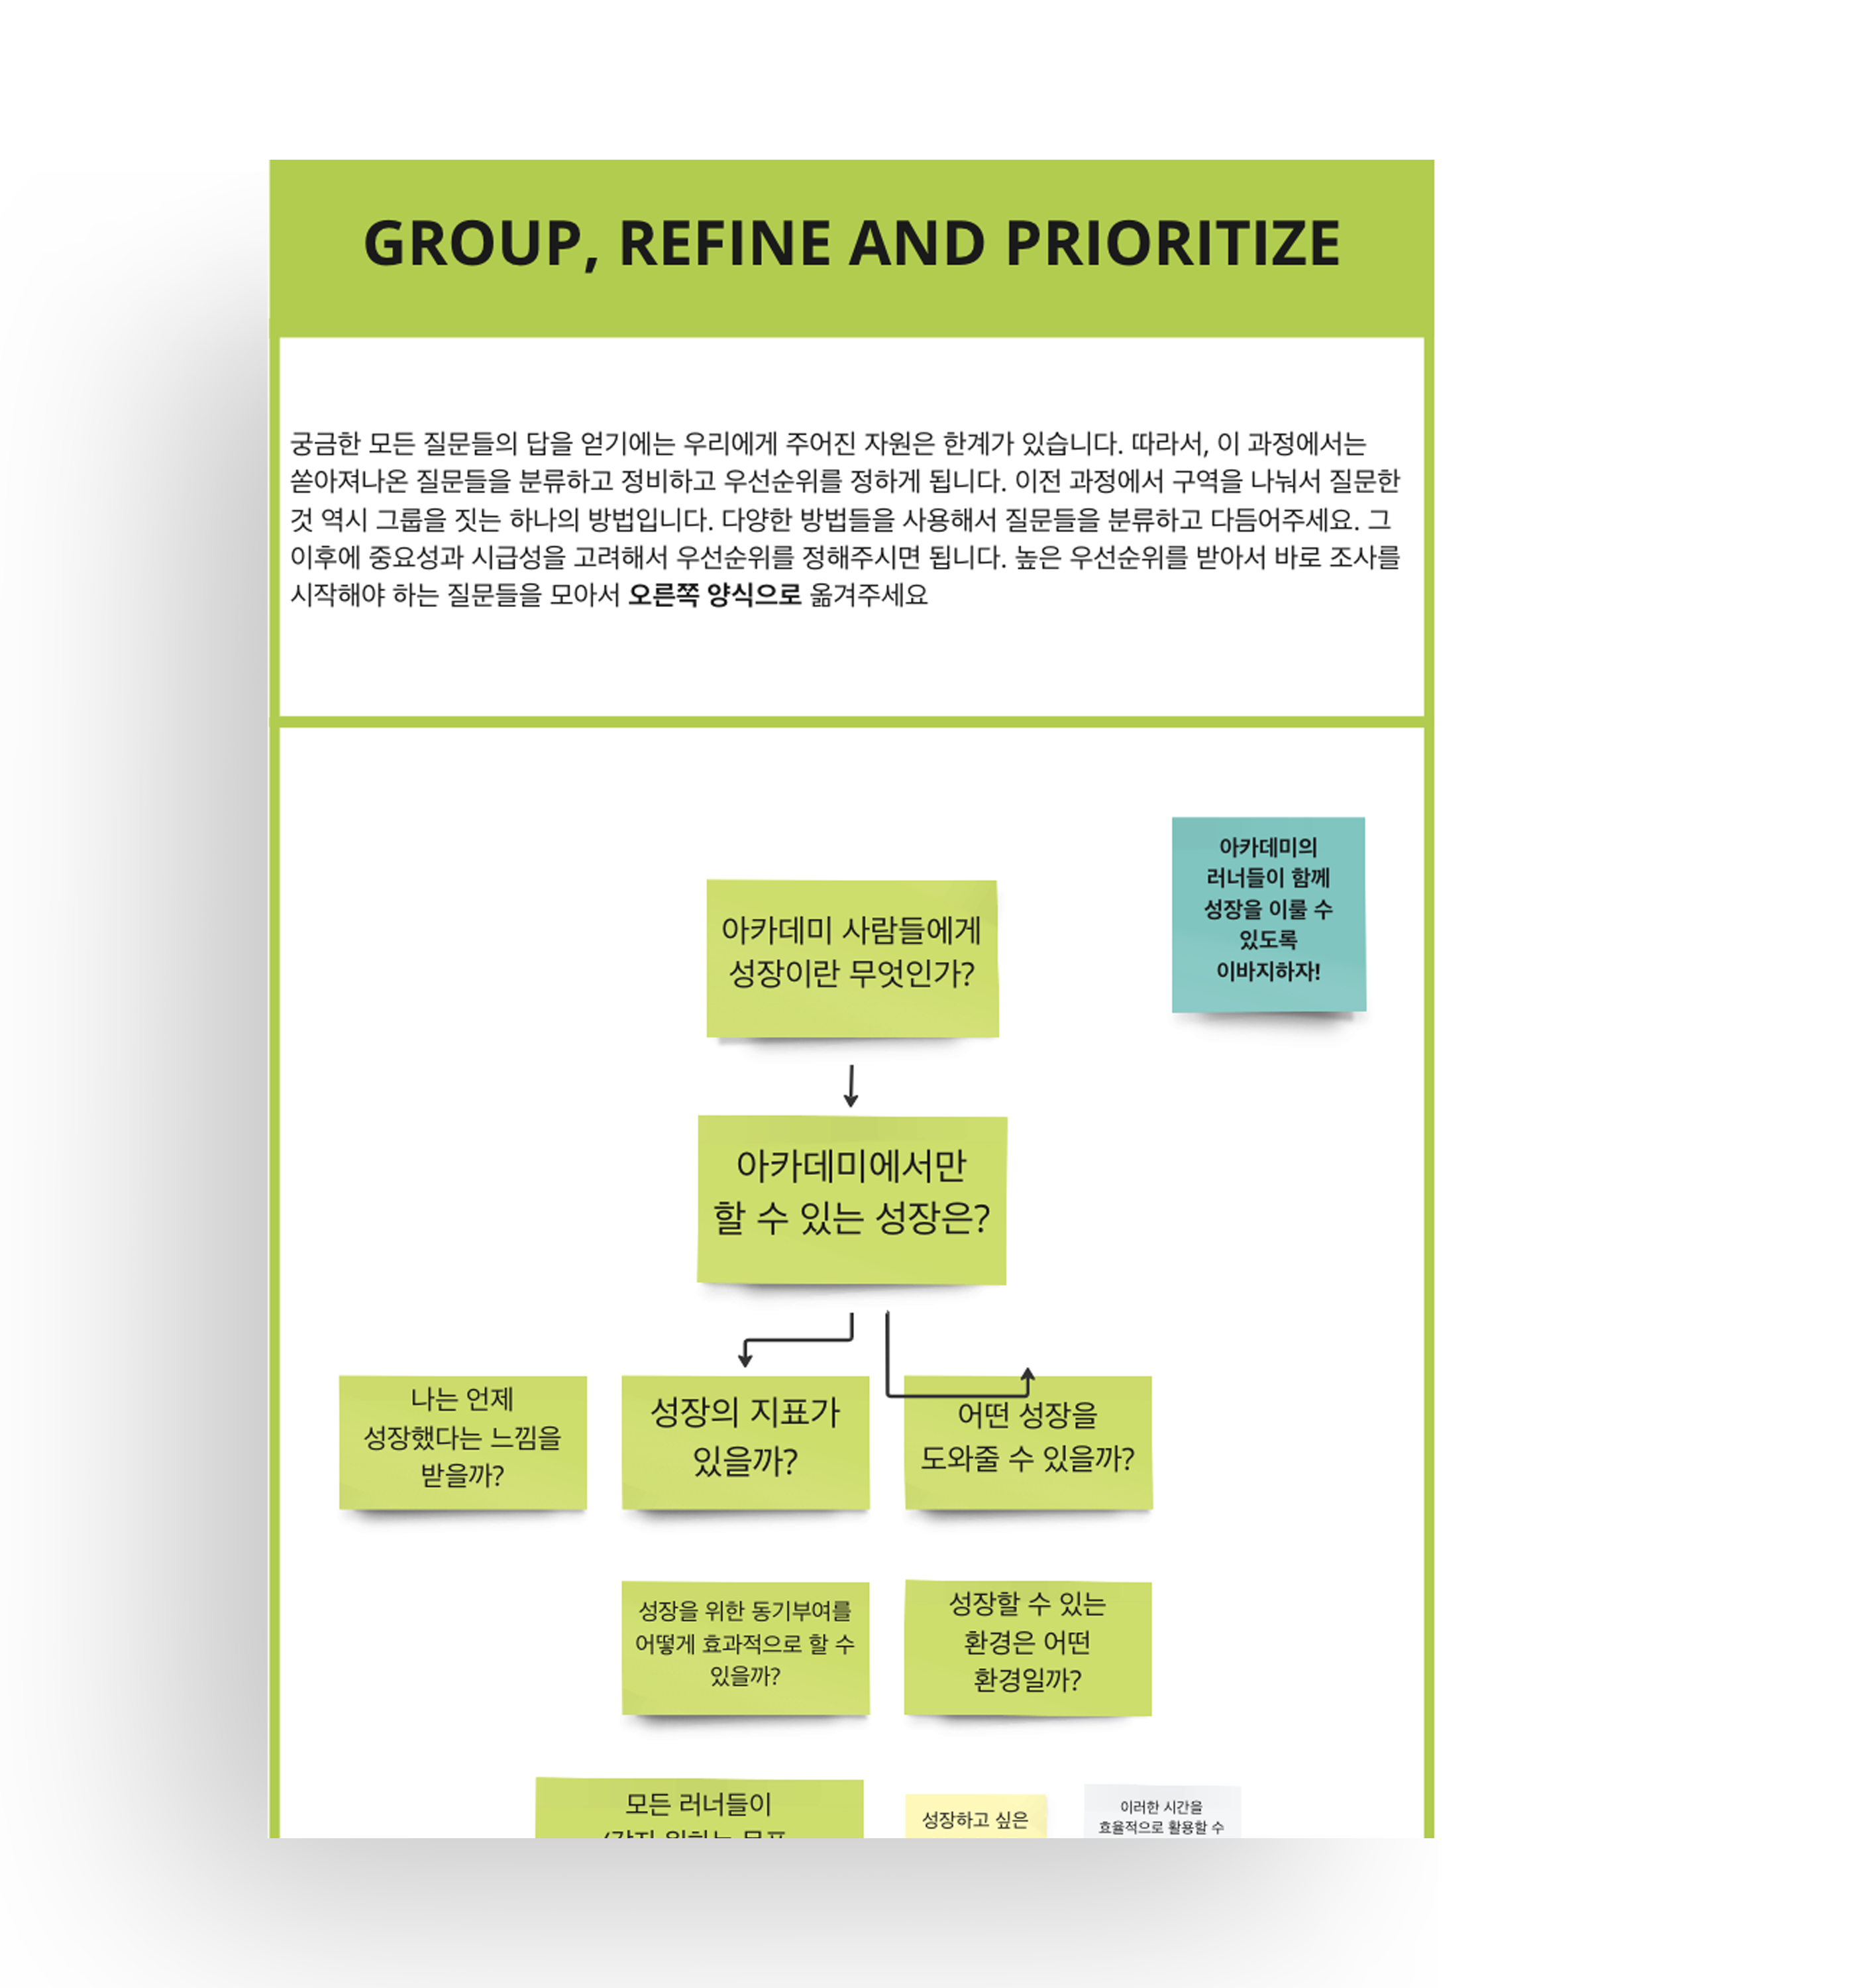 GROUP, REFINE AND PRIORITIZE
궁금한 모든 질문들의 답을 얻기에는 우리에게 주어진 자원은 한계가 있습니다. 따라서, 이 과정에서는
쏟아져나온 질문들을 분류하고 정비하고 우선순위를 정하게 됩니다. 이전 과정에서 구역을 나눠서 질문한
것 역시 그룹을 짓는 하나의 방법입니다. 다양한 방법들을 사용해서 질문들을 분류하고 다듬어주세요. 그
이후에 중요성과 시급성을 고려해서 우선순위를 정해주시면 됩니다. 높은 우선순위를 받아서 바로 조사를
시작해야 하는 질문들을 모아서 오른쪽 양식으로 옮겨주세요
아카데미의
러너들이 함께
성장을 이룰 수
있도록
이바지하자!
아카데미 사람들에게
성장이란 무엇인가?
아카데미에서만
할 수 있는 성장은?
나는 언제
성장했다는 느낌을
받을까?
성장의 지표가
있을까?
어떤 성장을
도와줄 수 있을까?
성장을 위한 동기부여를
어떻게 효과적으로 할 수
있을까?
성장할 수 있는
환경은 어떤
환경일까?
모든 러너들이
성장하고 싶은
이러한 시간을
효율적으로 활용할 수